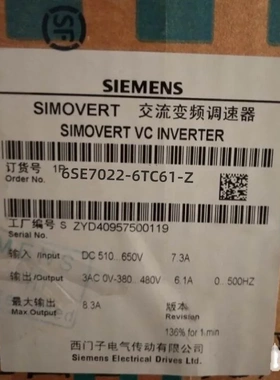 SIEMENS
SIMOVERT 交流变频调速器
SIMOVERT VC INVERTER
订货号 1P 6SE7022-6TC61-Z
Order No.
工厂编号 S ZYD40957500119
Serial No.
输入 /Input DC 510...650V 7.3A
输出 3AC 0V-380...480V 6.1A 0...500HZ
最大输出 8.3A 版本
Max Output Revision
136% for 1 min.
西门子电气传动有限公司
Siemens Electrical Drives Ltd.